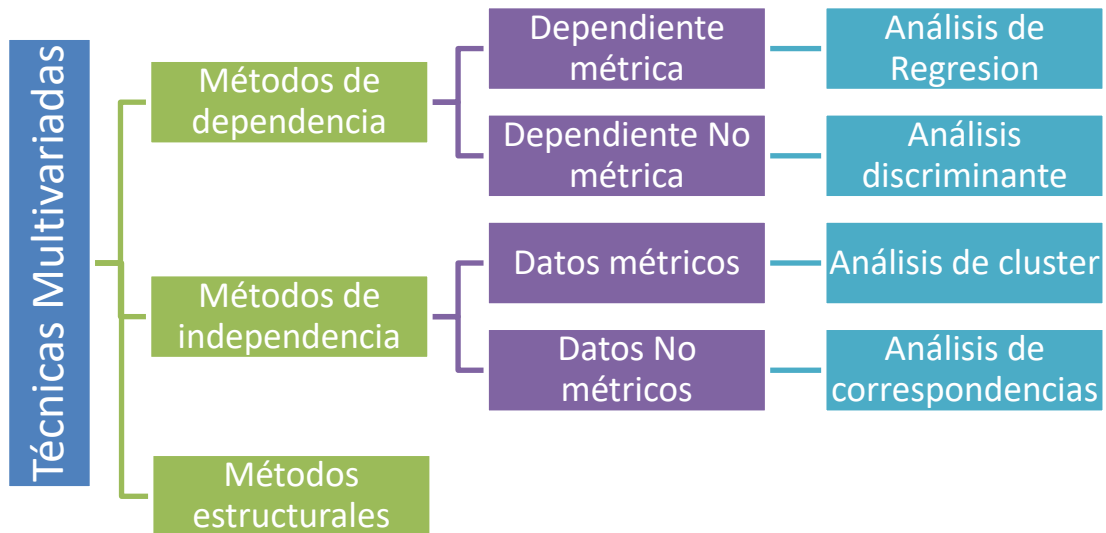 Técnicas Multivariadas
Métodos de
dependencia
Dependiente
métrica
Análisis de
Regresion
Dependiente No
métrica
Análisis
discriminante
Métodos de
independencia
Datos métricos
Análisis de cluster
Datos No
métricos
Análisis de
correspondencias
Métodos
estructurales